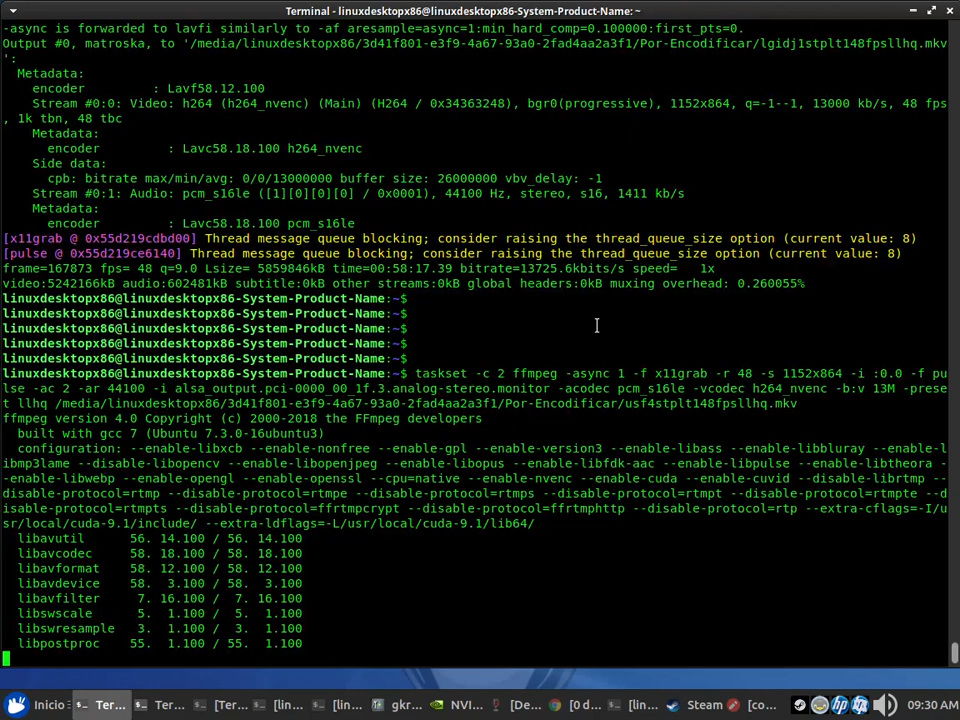 Terminal - linuxdesktopx86@linuxdesktopx86-System-Product-Name: ~
-async is forwarded to lavfi similarly to -af aresample=async=1:min_hard_comp=0.100000:first_pts=0.
Output #0, matroska, to '/media/linuxdesktopx86/3d41f801-e3f9-4a67-93a0-2fad4aa2a3f1/Por-Encodificar/lgidj1stplt148fpsllhq.mkv
':
Metadata:
encoder : Lavf58.12.100
Stream #0:0: Video: h264 (h264_nvenc) (Main) (H264 / 0x34363248), bgr0(progressive), 1152x864, q=-1--1, 13000 kb/s, 48 fps
, 1k tbn, 48 tbc
Metadata:
encoder : Lavc58.18.100 h264_nvenc
Side data:
cpb: bitrate max/min/avg: 0/0/13000000 buffer size: 26000000 vbv_delay: -1
Stream #0:1: Audio: pcm_s16le ([1][0][0][0] / 0x0001), 44100 Hz, stereo, s16, 1411 kb/s
Metadata:
encoder : Lavc58.18.100 pcm_s16le
[x11grab @ 0x55d219cdbd00] Thread message queue blocking; consider raising the thread_queue_size option (current value: 8)
[pulse @ 0x55d219ce6140] Thread message queue blocking; consider raising the thread_queue_size option (current value: 8)
frame=167873 fps= 48 q=9.0 Lsize= 5859846kB time=00:58:17.39 bitrate=13725.6kbits/s speed= 1x
video:5242166kB audio:602481kB subtitle:0kB other streams:0kB global headers:0kB muxing overhead: 0.260055%
linuxdesktopx86@linuxdesktopx86-System-Product-Name:~$
linuxdesktopx86@linuxdesktopx86-System-Product-Name:~$
linuxdesktopx86@linuxdesktopx86-System-Product-Name:~$
linuxdesktopx86@linuxdesktopx86-System-Product-Name:~$
linuxdesktopx86@linuxdesktopx86-System-Product-Name:~$
linuxdesktopx86@linuxdesktopx86-System-Product-Name:~$ taskset -c 2 ffmpeg -async 1 -f x11grab -r 48 -s 1152x864 -i :0.0 -f pu
lse -ac 2 -ar 44100 -i alsa_output.pci-0000_00_1f.3.analog-stereo.monitor -acodec pcm_s16le -vcodec h264_nvenc -b:v 13M -prese
t llhq /media/linuxdesktopx86/3d41f801-e3f9-4a67-93a0-2fad4aa2a3f1/Por-Encodificar/usf4stplt148fpsllhq.mkv
ffmpeg version 4.0 Copyright (c) 2000-2018 the FFmpeg developers
built with gcc 7 (Ubuntu 7.3.0-16ubuntu3)
configuration: --enable-libxcb --enable-nonfree --enable-gpl --enable-version3 --enable-libass --enable-libbluray --enable-l
ibmp3lame --disable-libopencv --enable-libopenjpeg --enable-libopus --enable-libfdk-aac --enable-libpulse --enable-libtheora -
-enable-libwebp --enable-opengl --enable-openssl --cpu=native --enable-nvenc --enable-cuda --enable-cuvid --disable-librtmp --
disable-protocol=rtmp --disable-protocol=rtmpe --disable-protocol=rtmps --disable-protocol=rtmpt --disable-protocol=rtmpte --d
isable-protocol=rtmpts --disable-protocol=ffrtmpcrypt --disable-protocol=ffrtmphttp --disable-protocol=rtp --extra-cflags=-I/u
sr/local/cuda-9.1/include/ --extra-ldflags=-L/usr/local/cuda-9.1/lib64/
libavutil 56. 14.100 / 56. 14.100
libavcodec 58. 18.100 / 58. 18.100
libavformat 58. 12.100 / 58. 12.100
libavdevice 58. 3.100 / 58. 3.100
libavfilter 7. 16.100 / 7. 16.100
libswscale 5. 1.100 / 5. 1.100
libswresample 3. 1.100 / 3. 1.100
libpostproc 55. 1.100 / 55. 1.100
Inicio Ter... Ter... [Ter... [lin... [lin... gkr... NVI... [De... [0 d... [lin... Steam [co... 09:30 AM